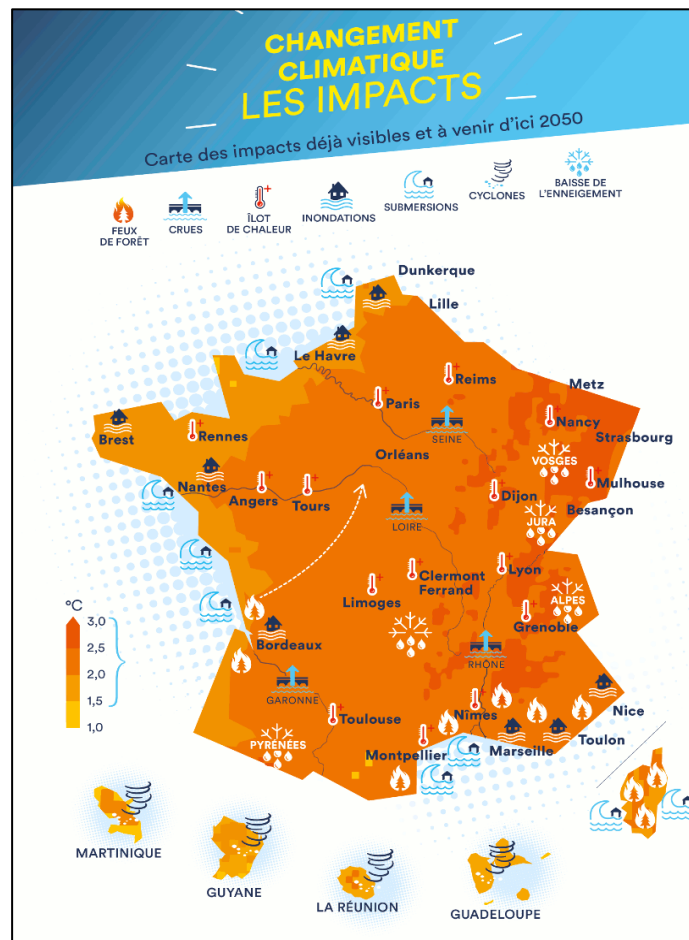 CHANGEMENT
CLIMATIQUE
LES IMPACTS
Carte des impacts déjà visibles et à venir d'ici 2050
FEUX
DE FORÊT
CRUES
ÎLOT
DE CHALEUR
INONDATIONS
SUBMERSIONS
CYCLONES
BAISSE DE
L'ENNEIGEMENT
Dunkerque
Lille
Le Havre
Reims
Metz
Paris
Nancy
Brest
Rennes
SEINE
Strasbourg
Orléans
VOSGES
Nantes
Angers
Tours
Dijon
Mulhouse
Besançon
LOIRE
JURA
Clermont
Ferrand
Lyon
Limoges
ALPES
Grenoble
°C
3,0
2,5
2,0
1,5
1,0
Bordeaux
RHÔNE
GARONNE
Nice
Toulouse
Nîmes
PYRÉNÉES
Montpellier
Marseille
Toulon
MARTINIQUE
GUYANE
LA RÉUNION
GUADELOUPE